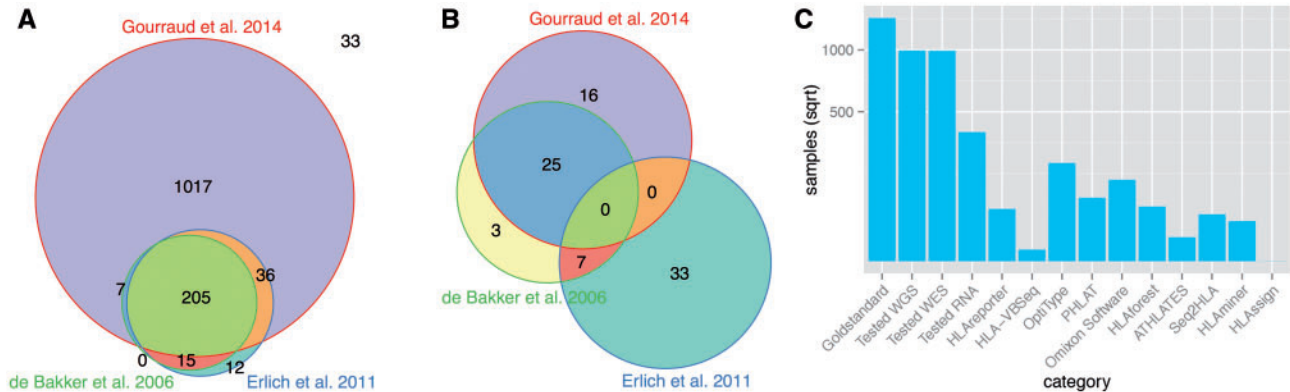 A
Gourraud et al. 2014
33
1017
7
36
205
0
15
12
de Bakker et al. 2006
Erlich et al. 2011
B
Gourraud et al. 2014
16
25
0
0
3
7
33
de Bakker et al. 2006
Erlich et al. 2011
C
samples (sqrt)
1000
500
Goldstandard
Tested WGS
Tested WES
Tested RNA
HLAreporter
HLA−VBSeq
OptiType
PHLAT
Omixon Software
HLAforest
ATHLATES
Seq2HLA
HLAminer
HLAssign
category